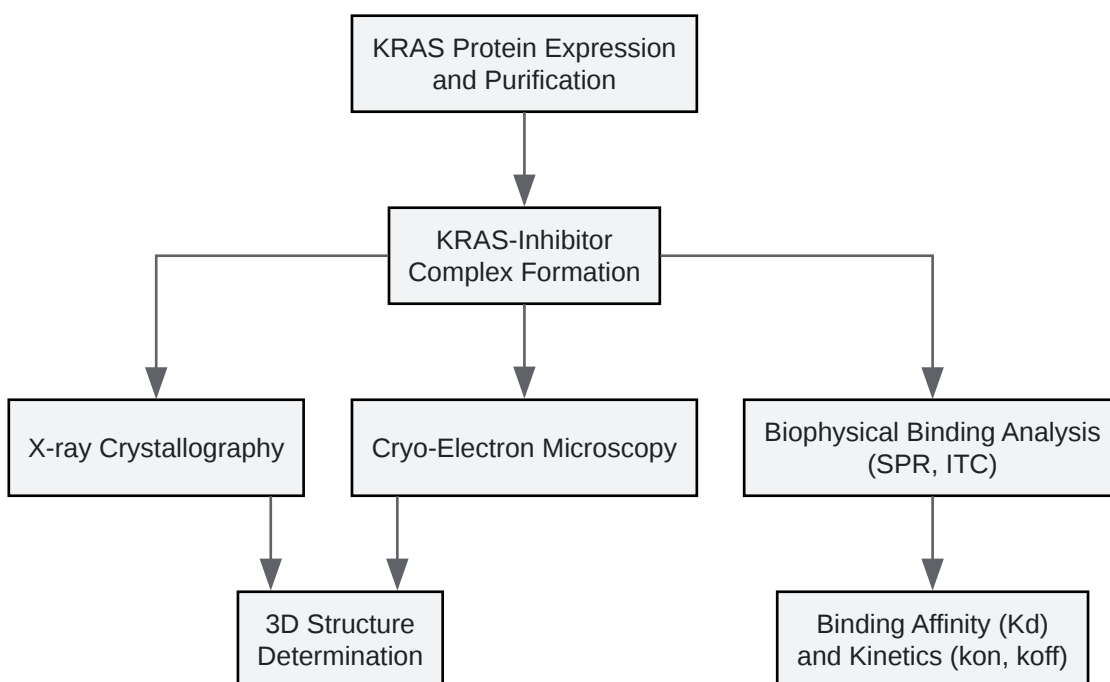 KRAS Protein Expression
and Purification
KRAS-Inhibitor
Complex Formation
X-ray Crystallography
Cryo-Electron Microscopy
Biophysical Binding Analysis
(SPR, ITC)
3D Structure
Determination
Binding Affinity (Kd)
and Kinetics (kon, koff)